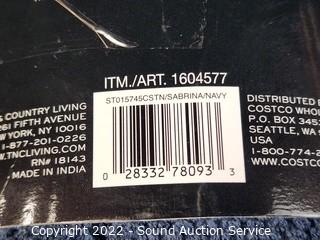 ITM./ART. 1604577
ST015745CSTN/SABRINA/NAVY
COUNTRY LIVING
261 FIFTH AVENUE
NEW YORK, NY 10016
1-877-201-0226
WWW.TNCLIVING.COM
RN# 18143
MADE IN INDIA
0 28332 78093 3
DISTRIBUTED
COSTCO WHO
P.O. BOX 345
SEATTLE, WA
USA
1-800-774-2
WWW.COSTCO
Copyright 2022 - Sound Auction Service